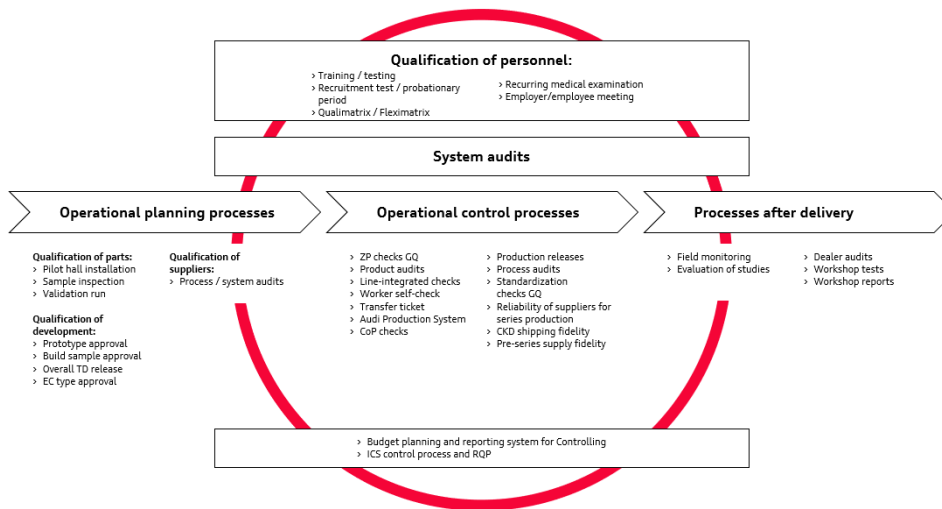 Qualification of personnel:
› Training / testing
› Recruitment test / probationary
period
› Qualimatrix / Fleximatrix
› Recurring medical examination
› Employer/employee meeting
System audits
Operational planning processes
Operational control processes
Processes after delivery
Qualification of parts:
› Pilot hall installation
› Sample inspection
› Validation run
Qualification of
development:
› Prototype approval
› Build sample approval
› Overall TD release
› EC type approval
Qualification of
suppliers:
› Process / system audits
› ZP checks GQ
› Product audits
› Line-integrated checks
› Worker self-check
› Transfer ticket
› Audi Production System
› CoP checks
› Production releases
› Process audits
› Standardization
checks GQ
› Reliability of suppliers for
series production
› CKD shipping fidelity
› Pre-series supply fidelity
› Field monitoring
› Evaluation of studies
› Dealer audits
› Workshop tests
› Workshop reports
› Budget planning and reporting system for Controlling
› ICS control process and RQP